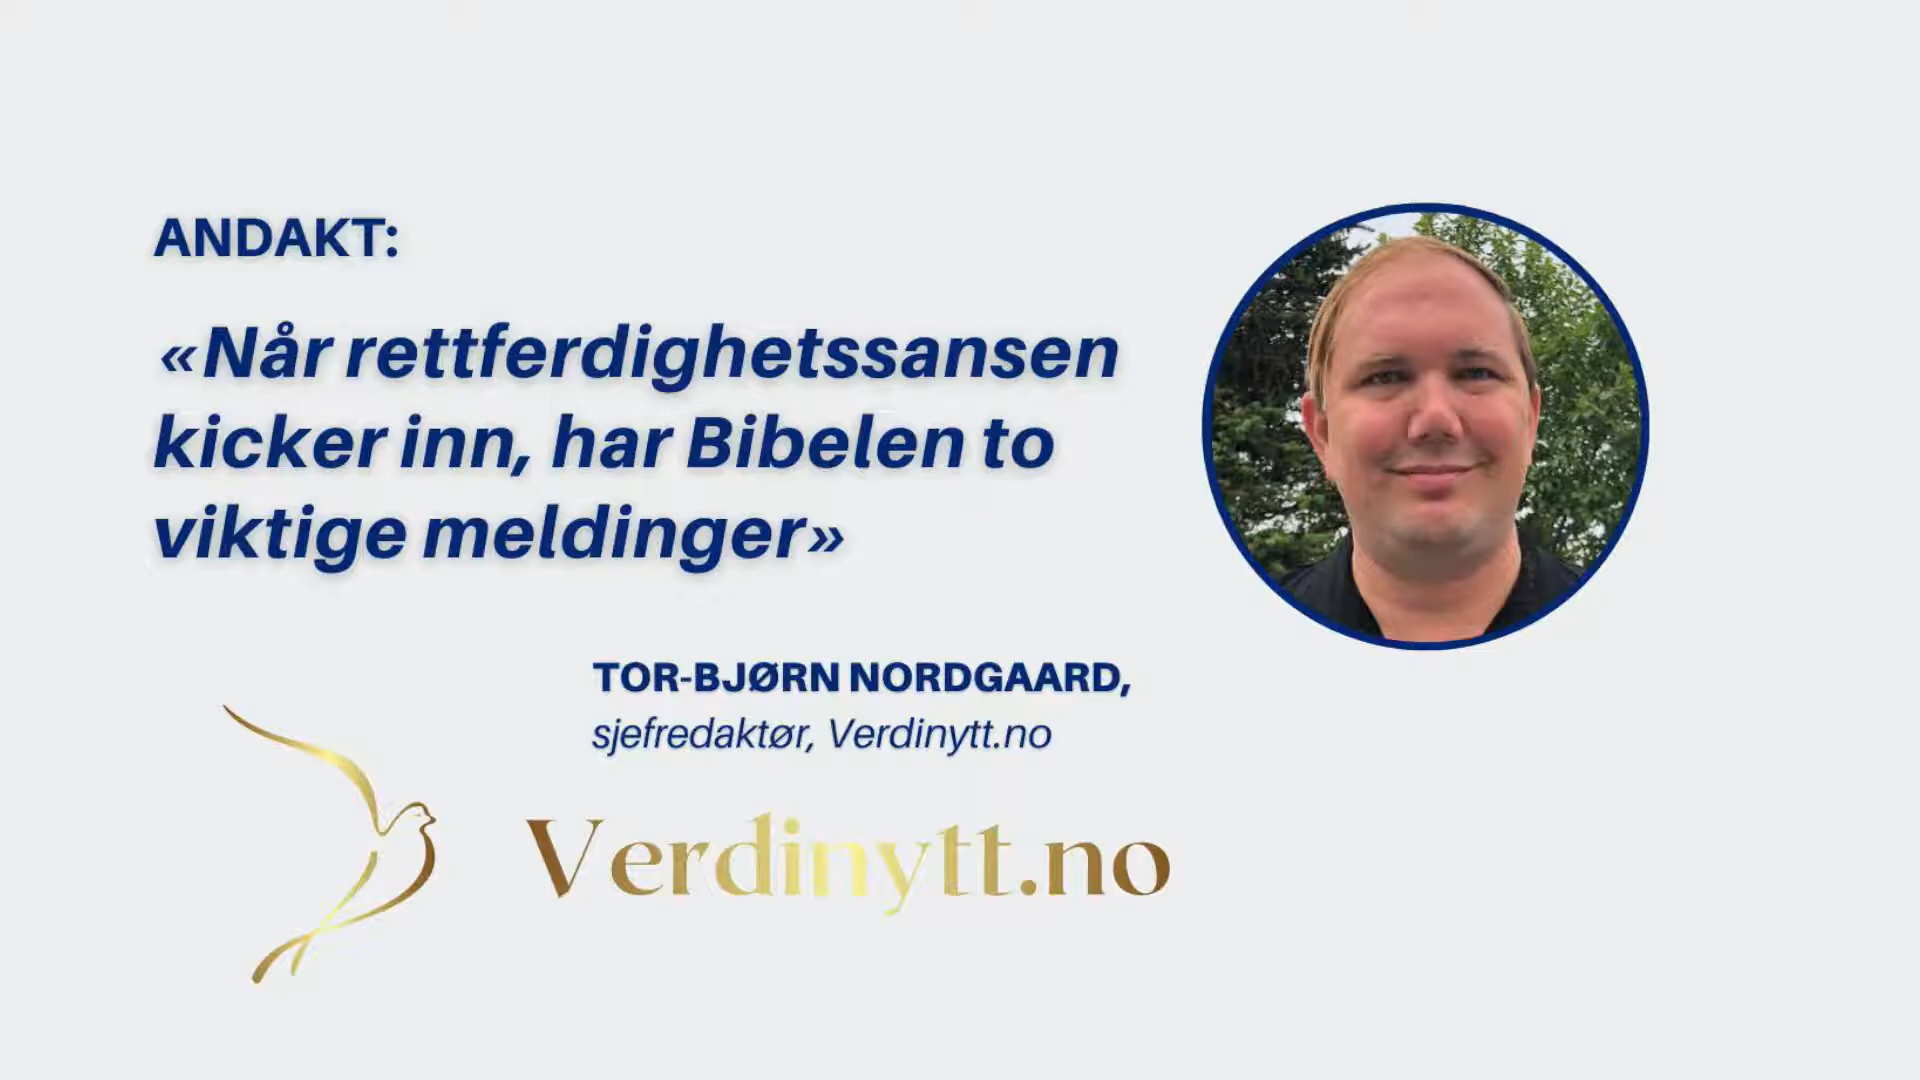 ANDAKT:
«Når rettferdighetssansen
kicker inn, har Bibelen to
viktige meldinger»
TOR-BJØRN NORDGAARD,
sjefredaktør, Verdinytt.no
Verdinytt.no